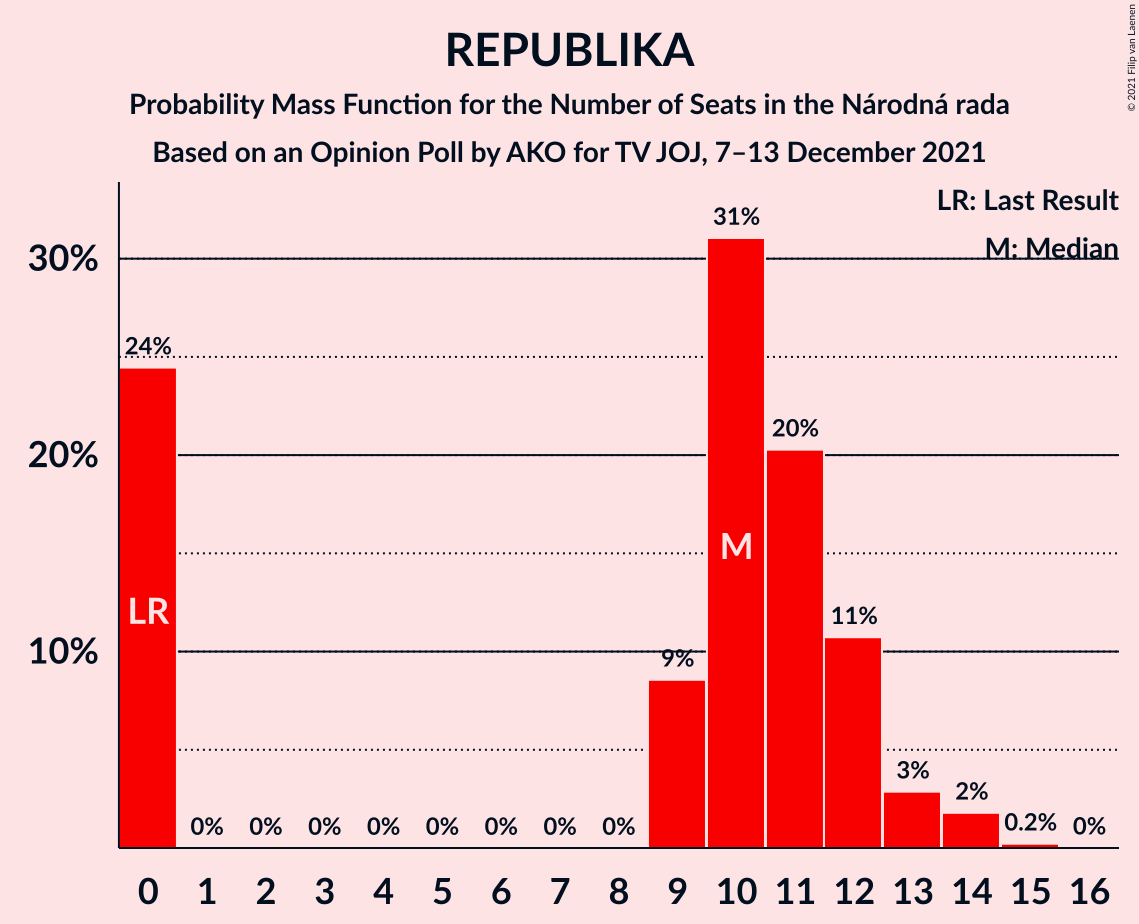 REPUBLIKA
Probability Mass Function for the Number of Seats in the Národná rada
Based on an Opinion Poll by AKO for TV JOJ, 7–13 December 2021
© 2021 Filip van Laenen
LR: Last Result
M: Median
30%
20%
10%
24%
0%
0%
0%
0%
0%
0%
0%
0%
9%
31%
20%
11%
3%
2%
0.2%
0%
LR
M
0 1 2 3 4 5 6 7 8 9 10 11 12 13 14 15 16